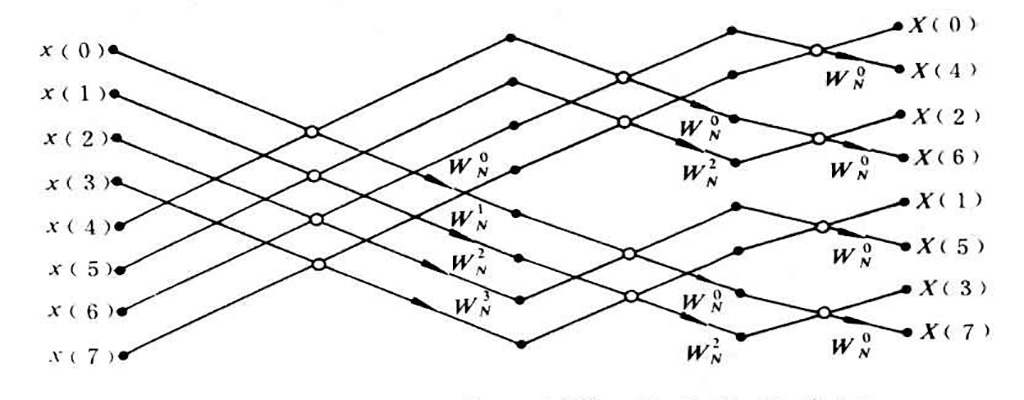 x(0)
x(1)
x(2)
x(3)
x(4)
x(5)
x(6)
x(7)
W_N^0
W_N^1
W_N^2
W_N^3
W_N^0
W_N^2
W_N^0
W_N^2
W_N^0
W_N^0
W_N^0
W_N^0
X(0)
X(4)
X(2)
X(6)
X(1)
X(5)
X(3)
X(7)